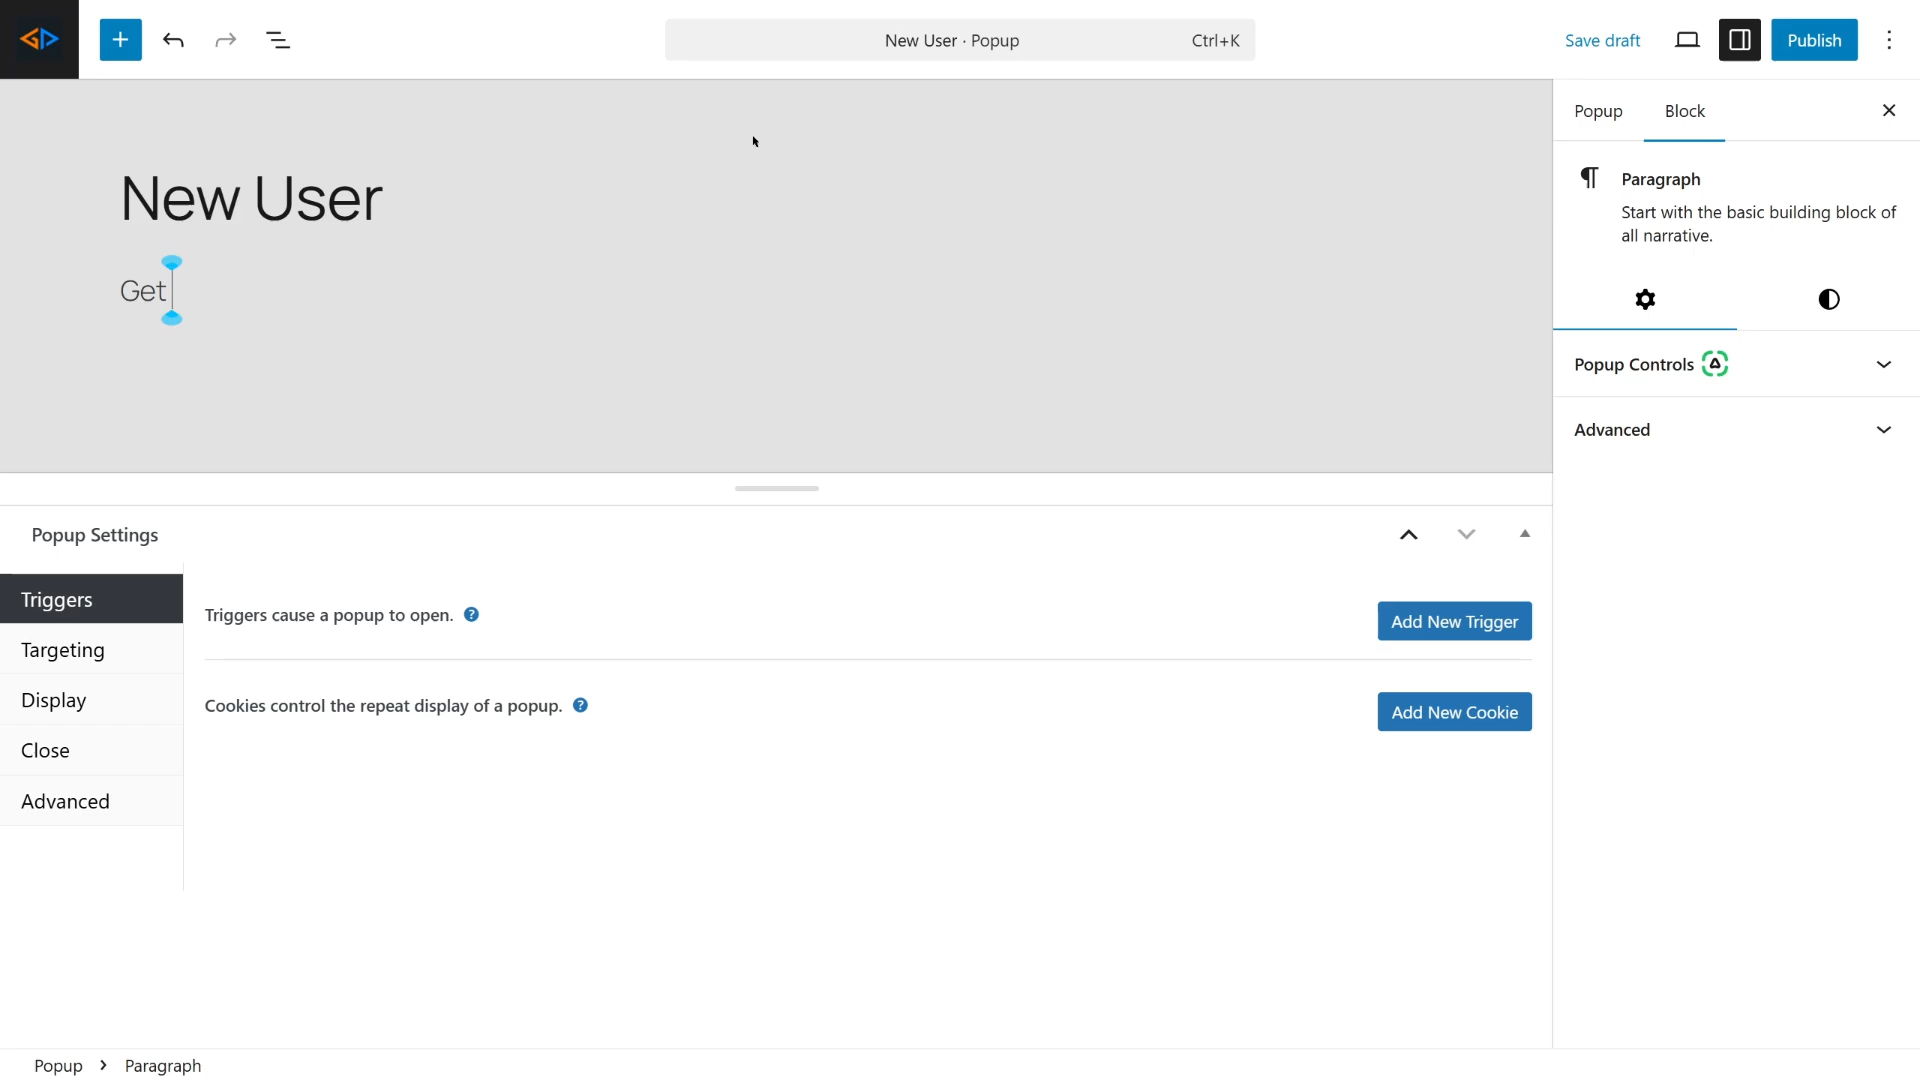 New User · Popup Ctrl+K
Save draft
Publish
New User
Get
Popup Block
Paragraph
Start with the basic building block of
all narrative.
Popup Controls
Advanced
Popup Settings
Triggers
Targeting
Display
Close
Advanced
Triggers cause a popup to open. ?
Add New Trigger
Cookies control the repeat display of a popup. ?
Add New Cookie
Popup > Paragraph